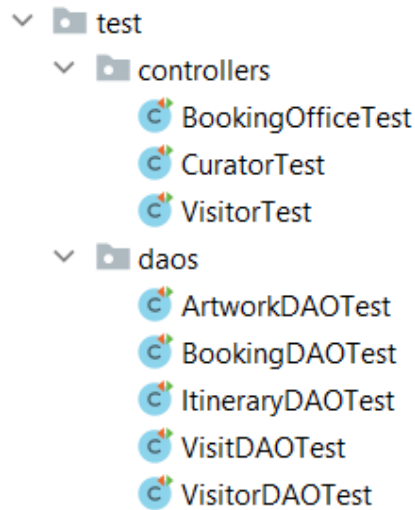 test
controllers
BookingOfficeTest
CuratorTest
VisitorTest
daos
ArtworkDAOTest
BookingDAOTest
ItineraryDAOTest
VisitDAOTest
VisitorDAOTest